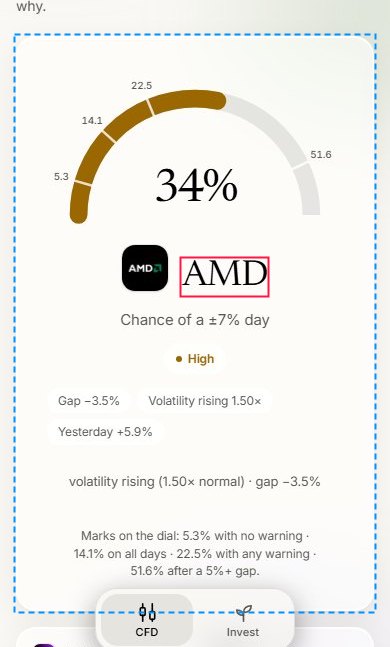 why.
22.5
14.1
5.3
51.6
34%
AMD AMD
Chance of a ±7% day
High
Gap −3.5% Volatility rising 1.50×
Yesterday +5.9%
volatility rising (1.50× normal) · gap −3.5%
Marks on the dial: 5.3% with no warning ·
14.1% on all days · 22.5% with any warning ·
51.6% after a 5%+ gap.
CFD Invest